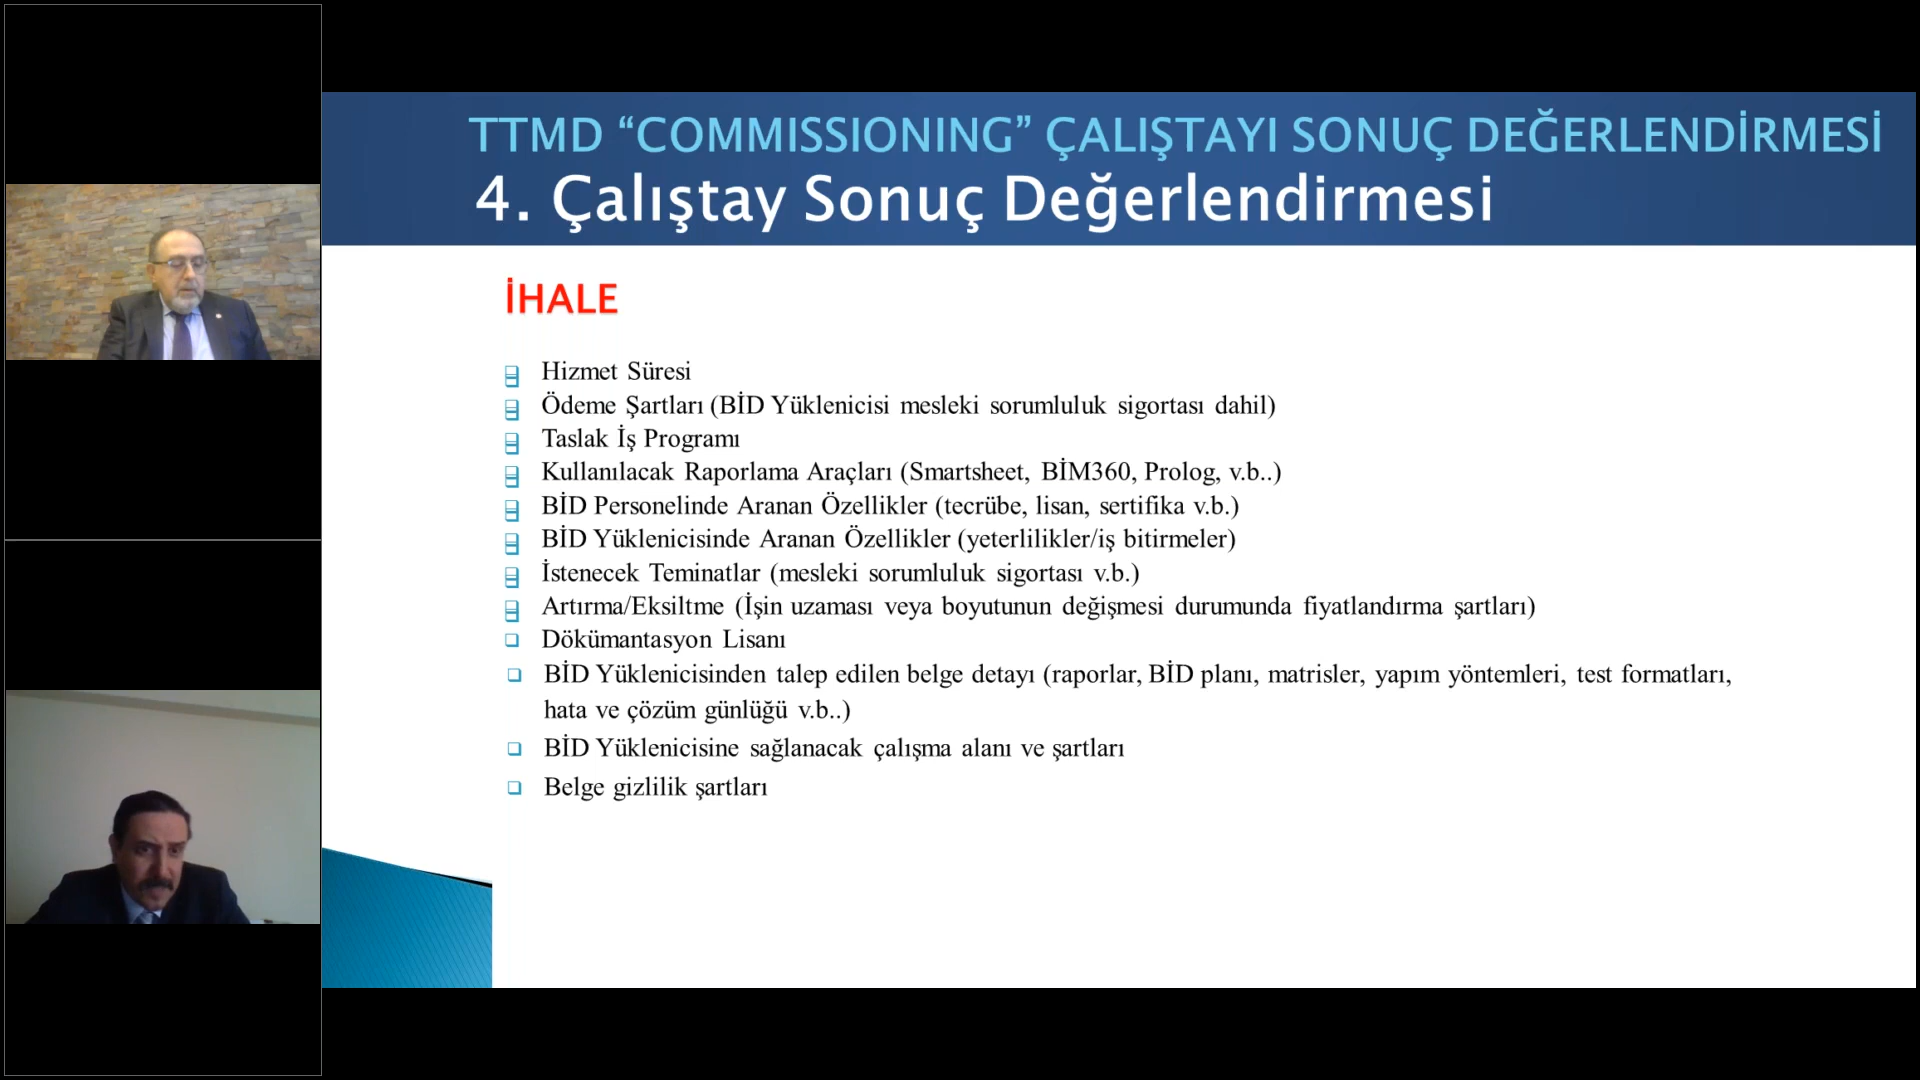 TTMD “COMMISSIONING” ÇALIŞTAYI SONUÇ DEĞERLENDİRMESİ
4. Çalıştay Sonuç Değerlendirmesi
İHALE
Hizmet Süresi
Ödeme Şartları (BİD Yüklenicisi mesleki sorumluluk sigortası dahil)
Taslak İş Programı
Kullanılacak Raporlama Araçları (Smartsheet, BİM360, Prolog, v.b..)
BİD Personelinde Aranan Özellikler (tecrübe, lisan, sertifika v.b.)
BİD Yüklenicisinde Aranan Özellikler (yeterlilikler/iş bitirmeler)
İstenecek Teminatlar (mesleki sorumluluk sigortası v.b.)
Artırma/Eksiltme (İşin uzaması veya boyutunun değişmesi durumunda fiyatlandırma şartları)
Dökümantasyon Lisanı
BİD Yüklenicisinden talep edilen belge detayı (raporlar, BİD planı, matrisler, yapım yöntemleri, test formatları,
hata ve çözüm günlüğü v.b..)
BİD Yüklenicisine sağlanacak çalışma alanı ve şartları
Belge gizlilik şartları